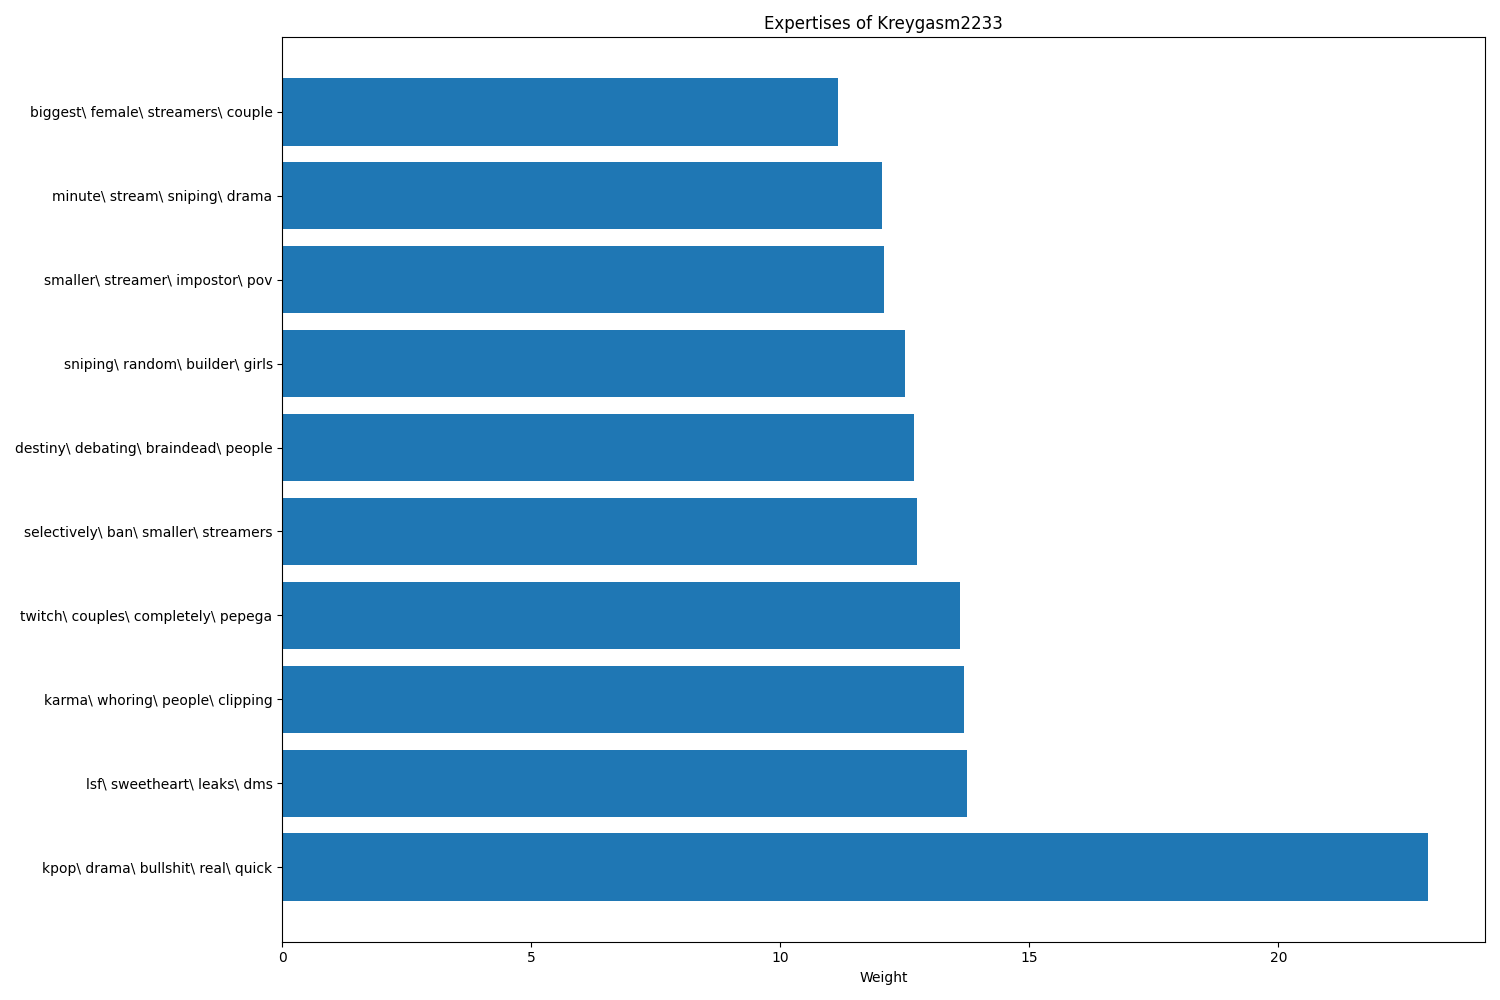 Expertises of Kreygasm2233
biggest\ female\ streamers\ couple
minute\ stream\ sniping\ drama
smaller\ streamer\ impostor\ pov
sniping\ random\ builder\ girls
destiny\ debating\ braindead\ people
selectively\ ban\ smaller\ streamers
twitch\ couples\ completely\ pepega
karma\ whoring\ people\ clipping
lsf\ sweetheart\ leaks\ dms
kpop\ drama\ bullshit\ real\ quick
0 5 10 15 20
Weight